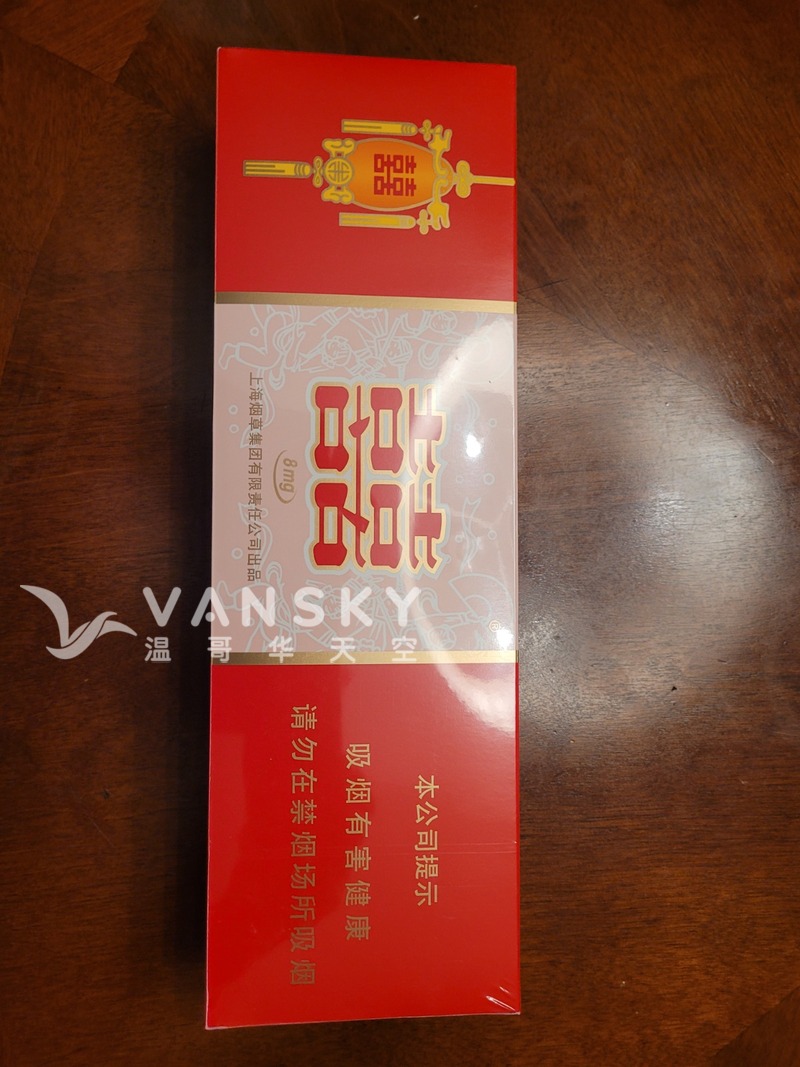 囍
囍
8mg
上海烟草集团有限责任公司出品
®
本公司提示
吸烟有害健康
请勿在禁烟场所吸烟
VANSKY
温哥华天空